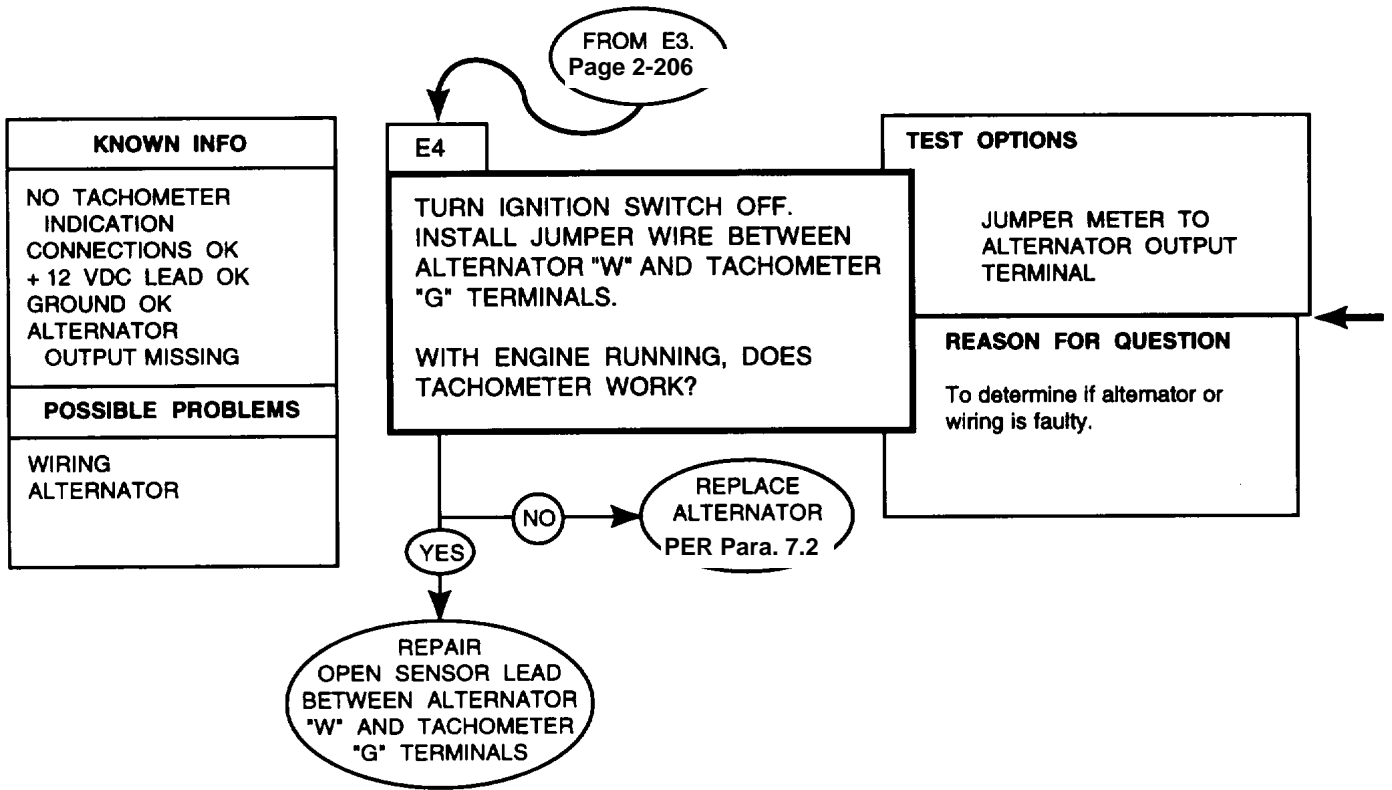 FROM E3.
Page 2-206
KNOWN INFO
NO TACHOMETER
INDICATION
CONNECTIONS OK
+ 12 VDC LEAD OK
GROUND OK
ALTERNATOR
OUTPUT MISSING
POSSIBLE PROBLEMS
WIRING
ALTERNATOR
E4
TURN IGNITION SWITCH OFF.
INSTALL JUMPER WIRE BETWEEN
ALTERNATOR "W" AND TACHOMETER
"G" TERMINALS.
WITH ENGINE RUNNING, DOES
TACHOMETER WORK?
TEST OPTIONS
JUMPER METER TO
ALTERNATOR OUTPUT
TERMINAL
REASON FOR QUESTION
To determine if alternator or
wiring is faulty.
NO
REPLACE
ALTERNATOR
PER Para. 7.2
YES
REPAIR
OPEN SENSOR LEAD
BETWEEN ALTERNATOR
"W" AND TACHOMETER
"G" TERMINALS